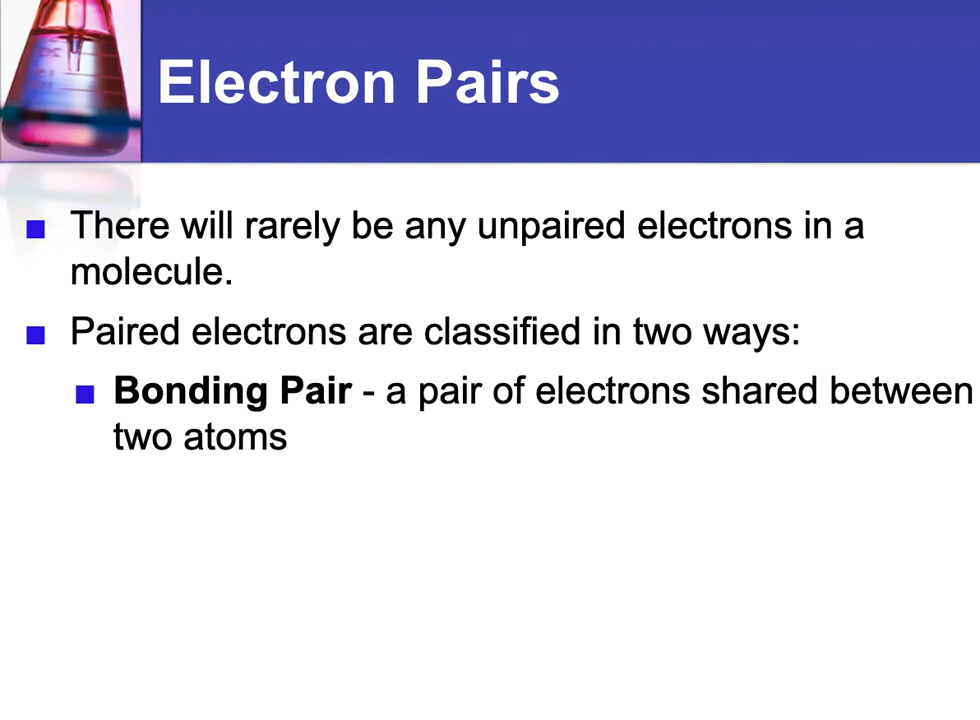 Electron Pairs
There will rarely be any unpaired electrons in a
molecule.
Paired electrons are classified in two ways:
Bonding Pair - a pair of electrons shared between
two atoms